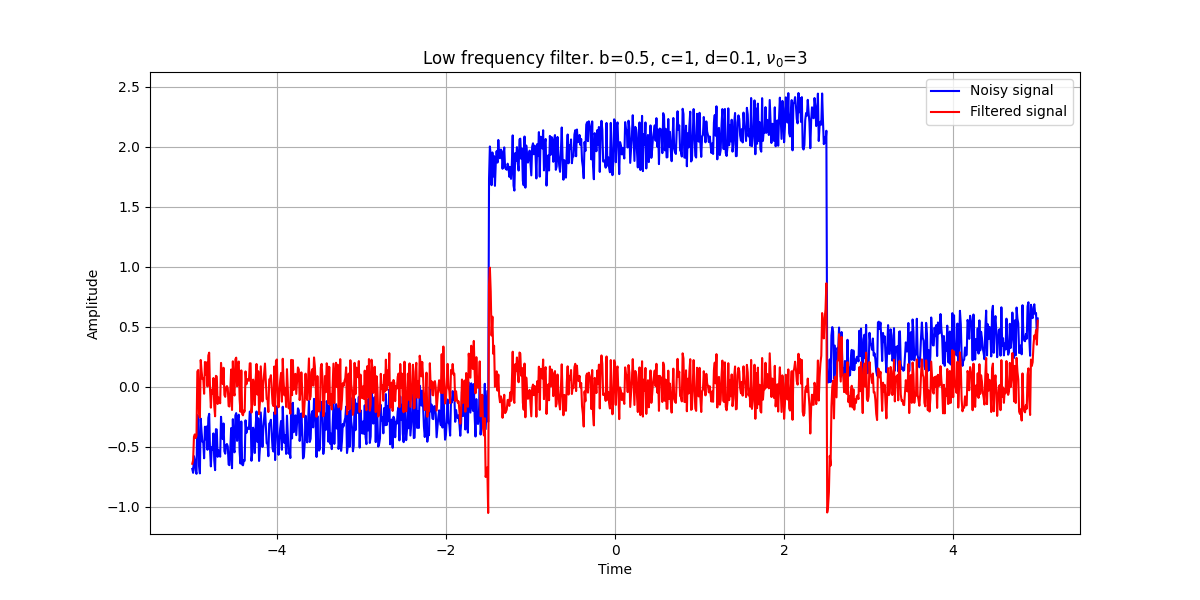 Low frequency filter. b=0.5, c=1, d=0.1, ν₀=3
Noisy signal
Filtered signal
Amplitude
2.5
2.0
1.5
1.0
0.5
0.0
−0.5
−1.0
−4
−2
0
2
4
Time